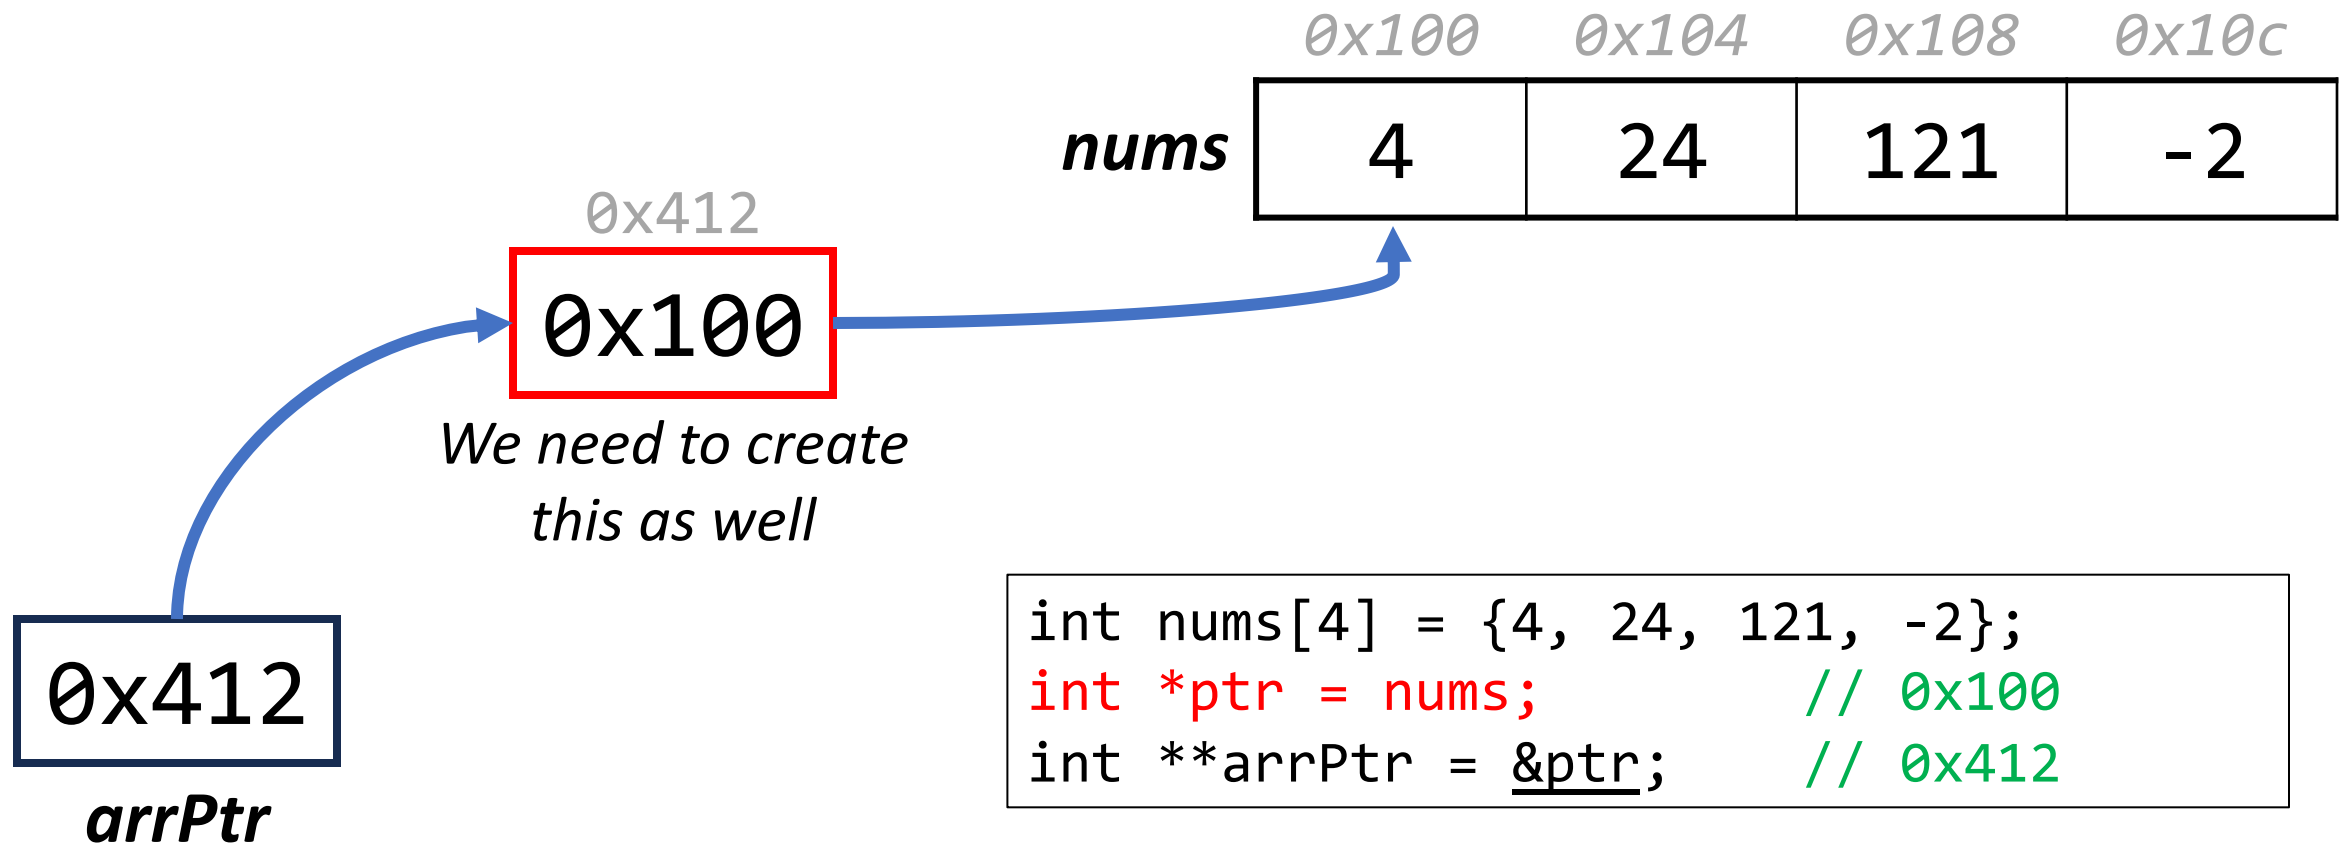 0x100 0x104 0x108 0x10c
nums 4 24 121 -2
0x412
0x100
We need to create
this as well
0x412
arrPtr
int nums[4] = {4, 24, 121, -2};
int *ptr = nums; // 0x100
int **arrPtr = &ptr; // 0x412